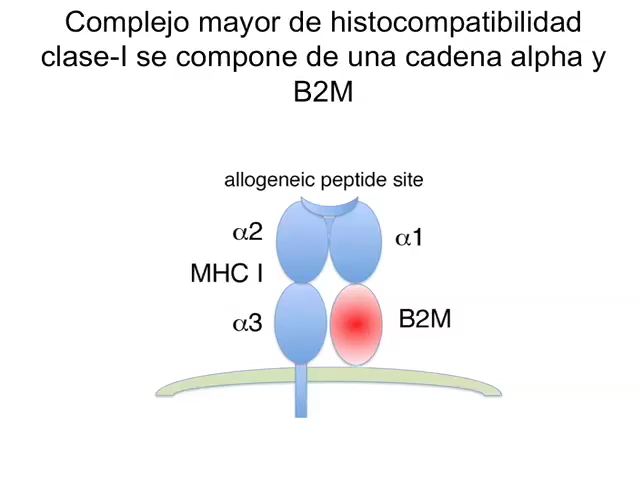 Complejo mayor de histocompatibilidad
clase-I se compone de una cadena alpha y
B2M
allogeneic peptide site
α2
α1
MHC I
α3
B2M